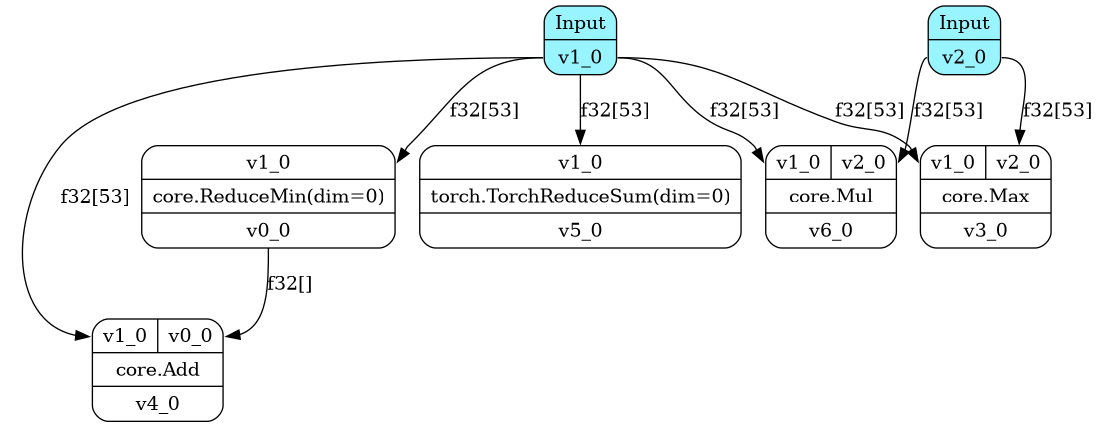 Input
v1_0
Input
v2_0
f32[53]
f32[53]
f32[53]
f32[53]
f32[53]
f32[53]
f32[53]
v1_0
core.ReduceMin(dim=0)
v0_0
v1_0
torch.TorchReduceSum(dim=0)
v5_0
v1_0 v2_0
core.Mul
v6_0
v1_0 v2_0
core.Max
v3_0
f32[]
v1_0 v0_0
core.Add
v4_0